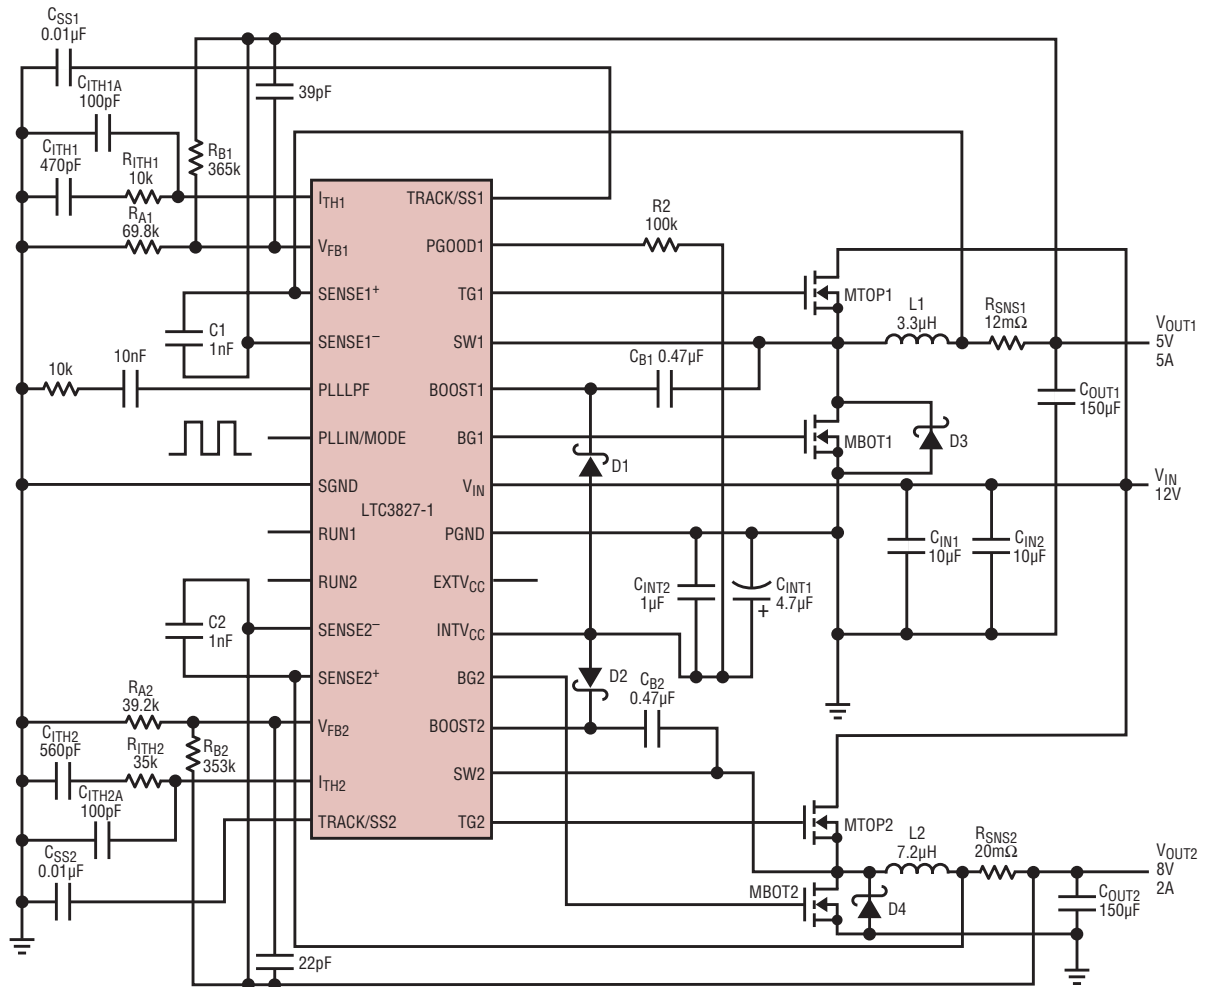 CSS1
0.01µF
CITH1A
100pF
39pF
CITH1
470pF
RITH1
10k
RB1
365k
RA1
69.8k
ITH1
TRACK/SS1
VFB1
PGOOD1
R2
100k
SENSE1+
TG1
MTOP1
C1
1nF
SENSE1–
SW1
L1
3.3µH
RSNS1
12mΩ
VOUT1
5V
5A
10k
10nF
PLLLPF
BOOST1
CB1 0.47µF
COUT1
150µF
PLLIN/MODE
BG1
D1
MBOT1
D3
SGND
VIN
VIN
12V
LTC3827-1
RUN1
PGND
CIN1
10µF
CIN2
10µF
RUN2
EXTVCC
CINT2
1µF
CINT1
4.7µF
+
C2
1nF
SENSE2–
INTVCC
SENSE2+
BG2
D2
CB2
0.47µF
RA2
39.2k
VFB2
BOOST2
CITH2
560pF
RITH2
35k
RB2
353k
ITH2
SW2
CITH2A
100pF
TRACK/SS2
TG2
MTOP2
CSS2
0.01µF
L2
7.2µH
RSNS2
20mΩ
VOUT2
8V
2A
MBOT2
D4
COUT2
150µF
22pF